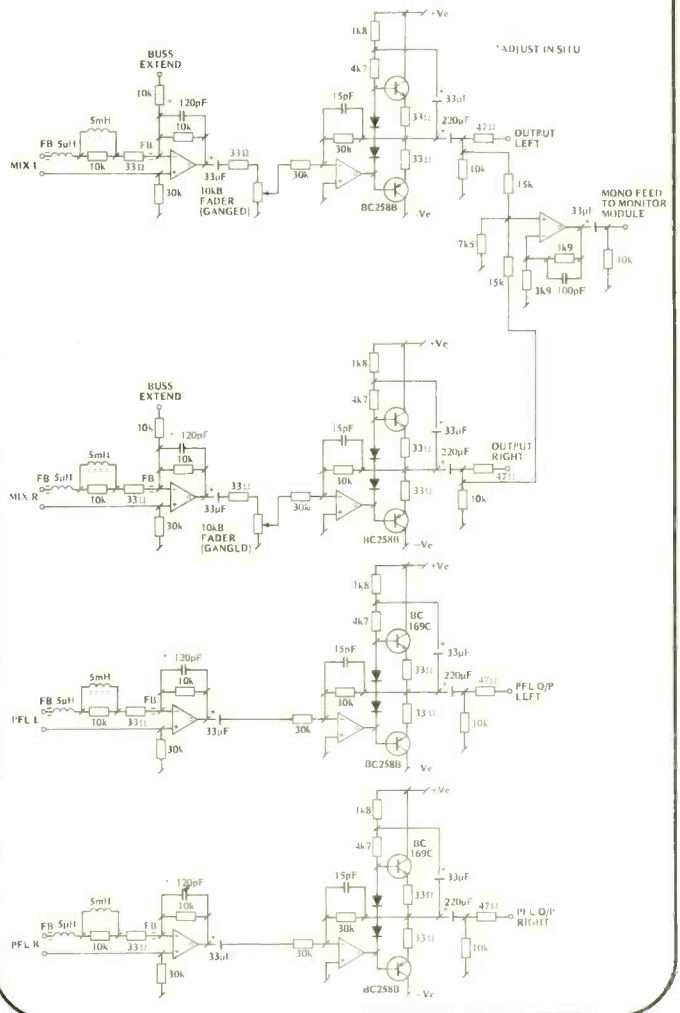 +Ve
1k8
*ADJUST IN SITU
BUSS
EXTEND
4k7
10k
* 120pF
15pF
33µF
5mH
10k
33Ω
220µF
47Ω
FB 5µH
FB
33Ω
30k
OUTPUT
LEFT
MIX L
10k
33Ω
33µF
30k
33Ω
10k
15k
10kB
FADER
(GANGED)
BC258B
-Ve
MONO FEED
TO MONITOR
MODULE
33µF
7k5
3k9
15k
3k9
100pF
10k
+Ve
1k8
BUSS
EXTEND
4k7
10k
* 120pF
15pF
33µF
5mH
10k
33Ω
220µF
OUTPUT
RIGHT
FB 5µH
FB
33Ω
30k
47Ω
MIX R
10k
33Ω
33µF
30k
33Ω
10k
10kB
FADER
(GANGED)
BC258B
-Ve
+Ve
1k8
BC
169C
4k7
* 120pF
15pF
33µF
5mH
10k
33Ω
220µF
47Ω
FB 5µH
FB
30k
PFL O/P
LEFT
PFL L
10k
33Ω
33µF
30k
33Ω
10k
30k
BC258B
-Ve
+Ve
1k8
BC
169C
4k7
* 120pF
15pF
33µF
5mH
10k
33Ω
220µF
47Ω
FB 5µH
FB
PFL O/P
RIGHT
PFL R
10k
33Ω
33µF
30k
33Ω
10k
30k
-Ve